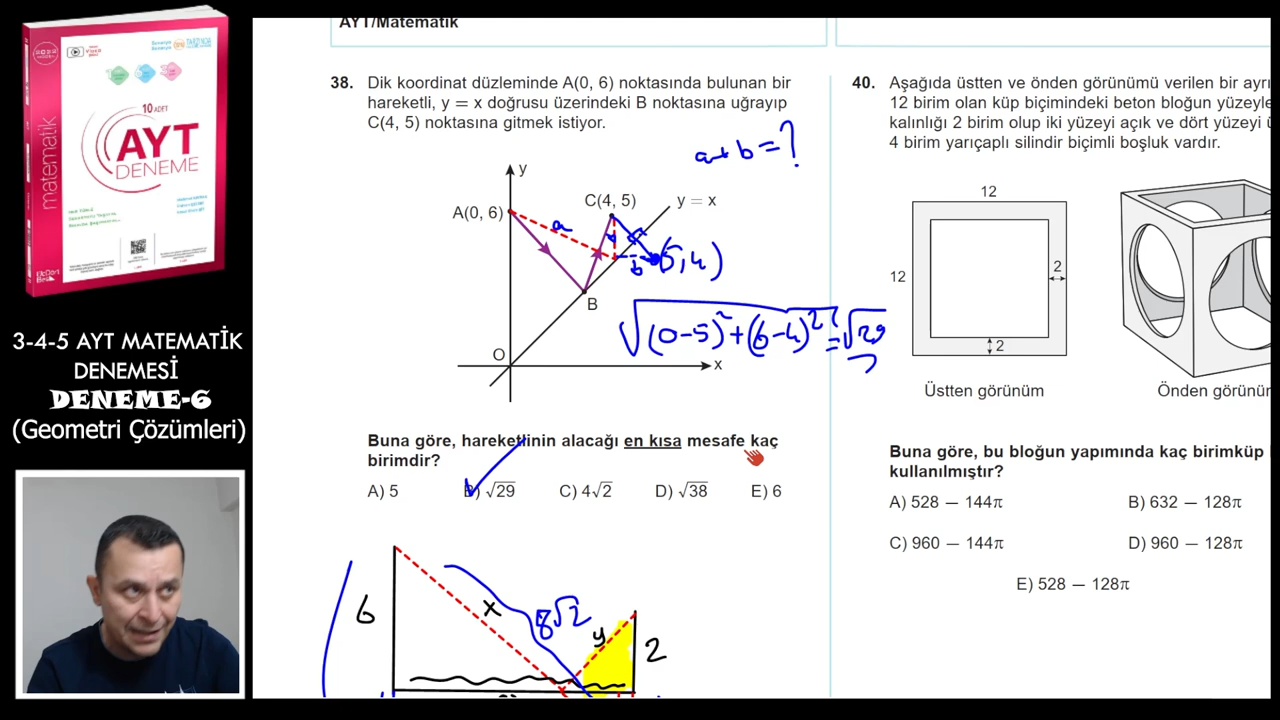 AYT/Matematik
10 ADET
AYT
DENEME
matematik
3-4-5 AYT MATEMATİK
DENEMESİ
DENEME-6
(Geometri Çözümleri)
38. Dik koordinat düzleminde A(0, 6) noktasında bulunan bir
hareketli, y = x doğrusu üzerindeki B noktasına uğrayıp
C(4, 5) noktasına gitmek istiyor.
a+b=?
y
C(4, 5)
y = x
A(0, 6)
a
b
(5,4)
B
√(0-5)²+(6-4)² = √29
O
x
Buna göre, hareketlinin alacağı en kısa mesafe kaç
birimdir?
A) 5
B) √29
C) 4√2
D) √38
E) 6
6
x
8√2
y
2
40. Aşağıda üstten ve önden görünümü verilen bir ayrı
12 birim olan küp biçimindeki beton bloğun yüzeyle
kalınlığı 2 birim olup iki yüzeyi açık ve dört yüzeyi
4 birim yarıçaplı silindir biçimli boşluk vardır.
12
12
2
2
Üstten görünüm
Önden görünür
Buna göre, bu bloğun yapımında kaç birimküp
kullanılmıştır?
A) 528 − 144π
B) 632 − 128π
C) 960 − 144π
D) 960 − 128π
E) 528 − 128π